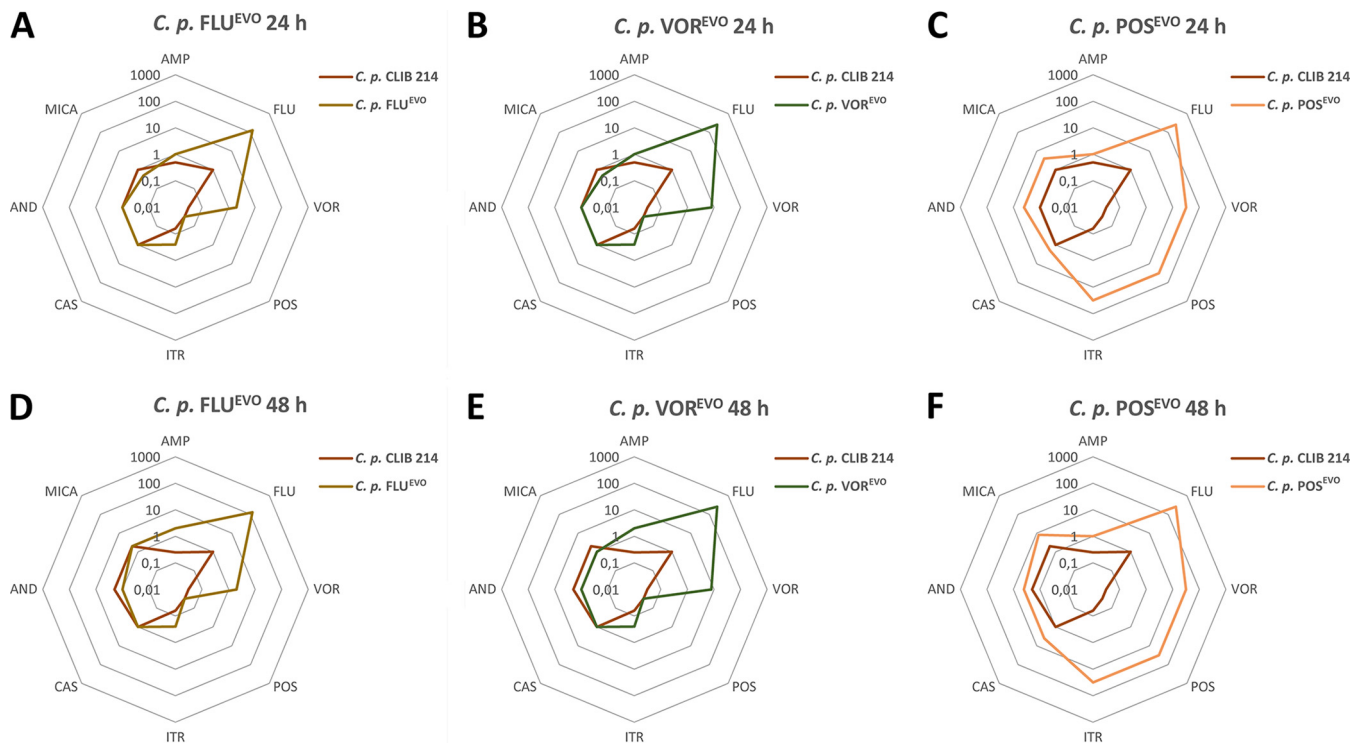 A
C. p. FLUEVO 24 h
AMP
1000
100
10
1
0,1
0,01
MICA
FLU
AND
VOR
CAS
POS
ITR
C. p. CLIB 214
C. p. FLUEVO
B
C. p. VOREVO 24 h
AMP
1000
100
10
1
0,1
0,01
MICA
FLU
AND
VOR
CAS
POS
ITR
C. p. CLIB 214
C. p. VOREVO
C
C. p. POSEVO 24 h
AMP
1000
100
10
1
0,1
0,01
MICA
FLU
AND
VOR
CAS
POS
ITR
C. p. CLIB 214
C. p. POSEVO
D
C. p. FLUEVO 48 h
AMP
1000
100
10
1
0,1
0,01
MICA
FLU
AND
VOR
CAS
POS
ITR
C. p. CLIB 214
C. p. FLUEVO
E
C. p. VOREVO 48 h
AMP
1000
100
10
1
0,1
0,01
MICA
FLU
AND
VOR
CAS
POS
ITR
C. p. CLIB 214
C. p. VOREVO
F
C. p. POSEVO 48 h
AMP
1000
100
10
1
0,1
0,01
MICA
FLU
AND
VOR
CAS
POS
ITR
C. p. CLIB 214
C. p. POSEVO